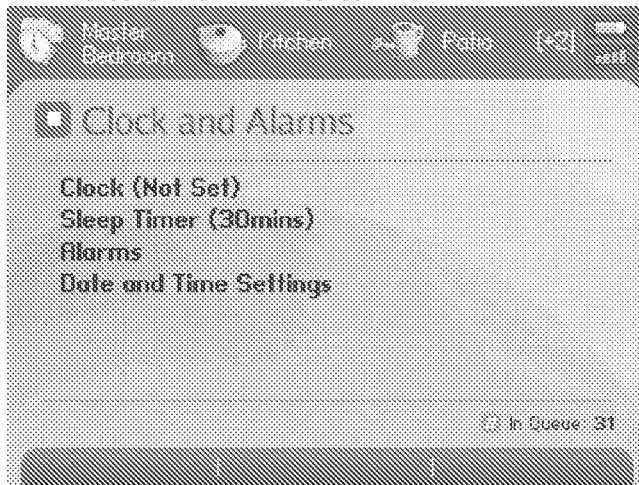 Master
Bedroom
Kitchen
Patio
[+2]
Clock and Alarms
Clock (Not Set)
Sleep Timer (30mins)
Alarms
Date and Time Settings
In Queue: 31